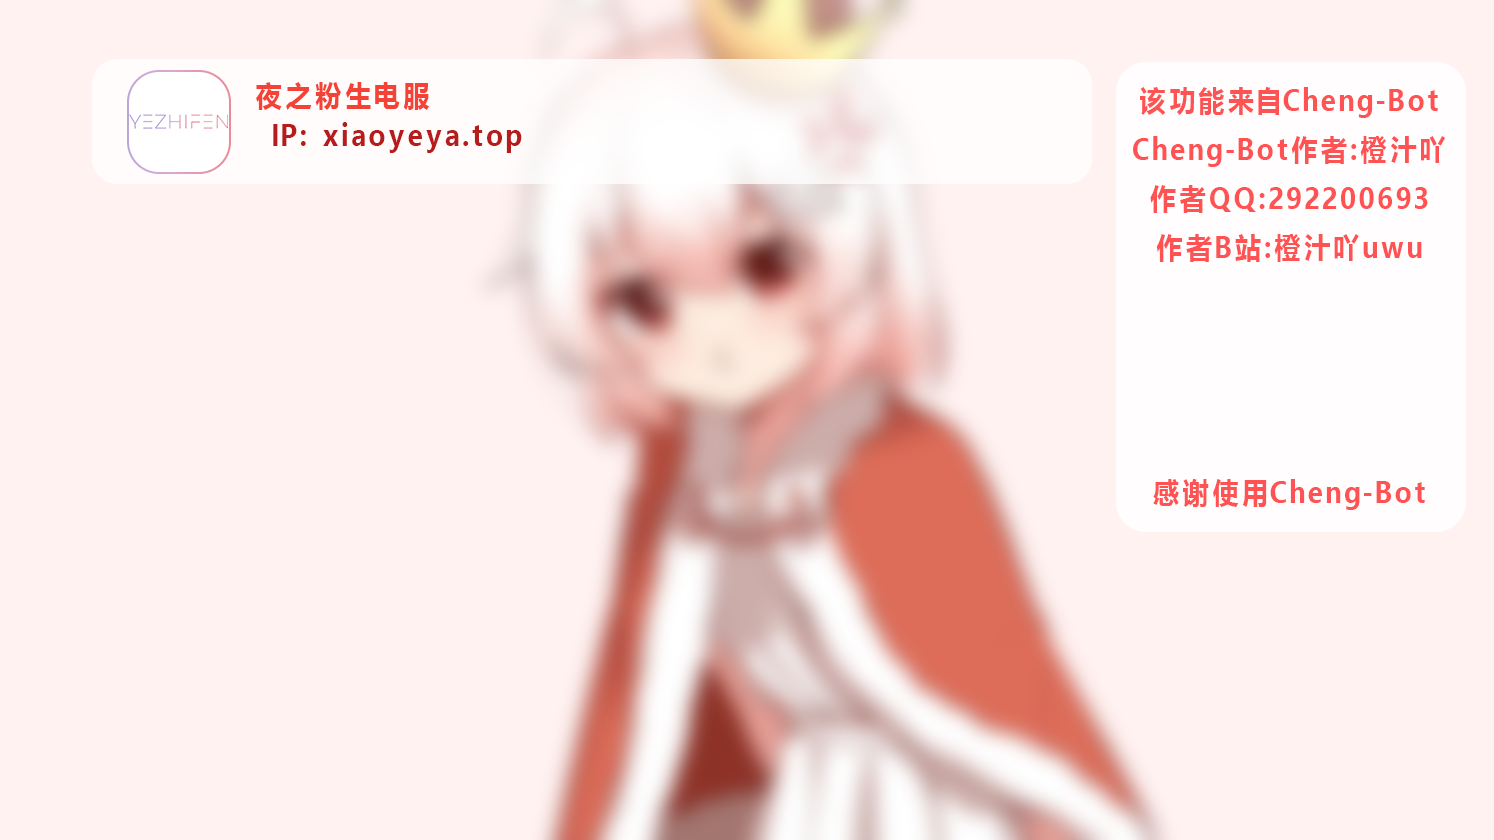 YEZHIFEN
夜之粉生电服
IP: xiaoyeya.top
该功能来自Cheng-Bot
Cheng-Bot作者:橙汁吖
作者QQ:292200693
作者B站:橙汁吖uwu
感谢使用Cheng-Bot